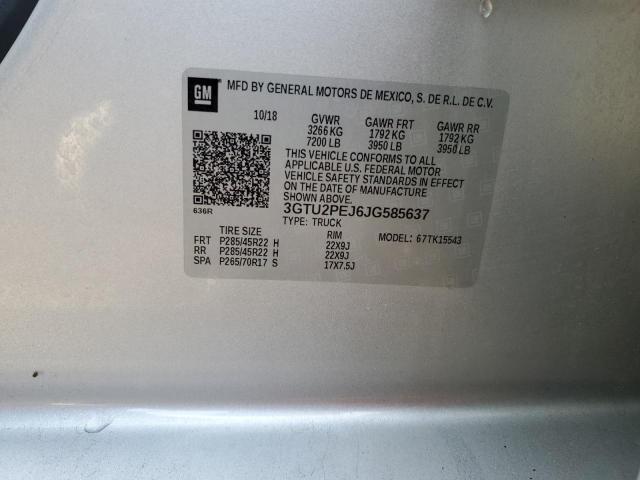 GM MFD BY GENERAL MOTORS DE MEXICO, S. DE R.L. DE C.V.
10/18 GVWR GAWR FRT GAWR RR
3266 KG 1792 KG 1792 KG
7200 LB 3950 LB 3950 LB
THIS VEHICLE CONFORMS TO ALL
APPLICABLE U.S. FEDERAL MOTOR
VEHICLE SAFETY STANDARDS IN
EFFECT ON THE DATE OF MANUFACTURE
SHOWN ABOVE.
636R 3GTU2PEJ6JG585637
TYPE: TRUCK
TIRE SIZE RIM MODEL: 67TK15543
FRT P285/45R22 H 22X9J
RR P285/45R22 H 22X9J
SPA P265/70R17 S 17X7.5J